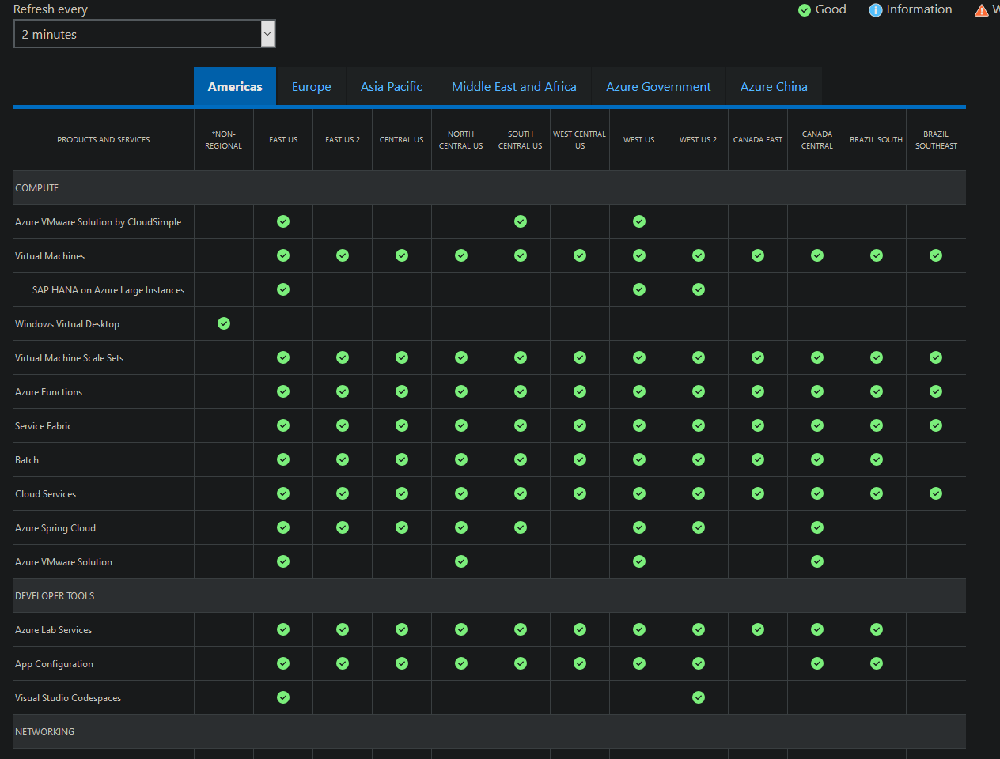 Refresh every
Good Information
2 minutes
Americas Europe Asia Pacific Middle East and Africa Azure Government Azure China
PRODUCTS AND SERVICES
*NON-
REGIONAL
EAST US
EAST US 2
CENTRAL US
NORTH
CENTRAL US
SOUTH
CENTRAL US
WEST CENTRAL
US
WEST US
WEST US 2
CANADA EAST
CANADA
CENTRAL
BRAZIL SOUTH
BRAZIL
SOUTHEAST
COMPUTE
Azure VMware Solution by CloudSimple
Virtual Machines
SAP HANA on Azure Large Instances
Windows Virtual Desktop
Virtual Machine Scale Sets
Azure Functions
Service Fabric
Batch
Cloud Services
Azure Spring Cloud
Azure VMware Solution
DEVELOPER TOOLS
Azure Lab Services
App Configuration
Visual Studio Codespaces
NETWORKING